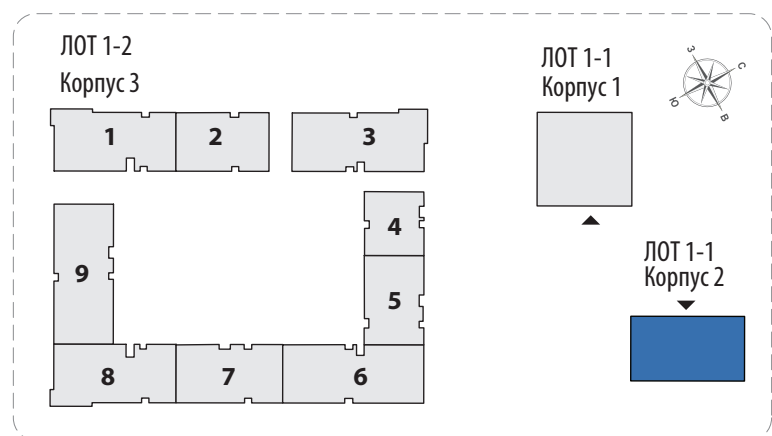 ЛОТ 1-2
Корпус 3
1
2
3
4
5
6
7
8
9
ЛОТ 1-1
Корпус 1
З
С
Ю
В
ЛОТ 1-1
Корпус 2